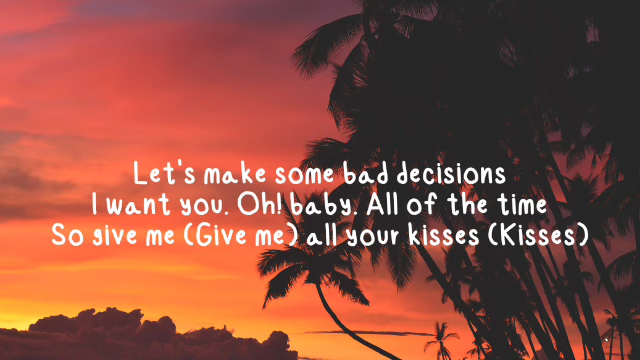 Let's make some bad decisions
I want you. Oh! baby. All of the time
So give me (Give me) all your kisses (Kisses)